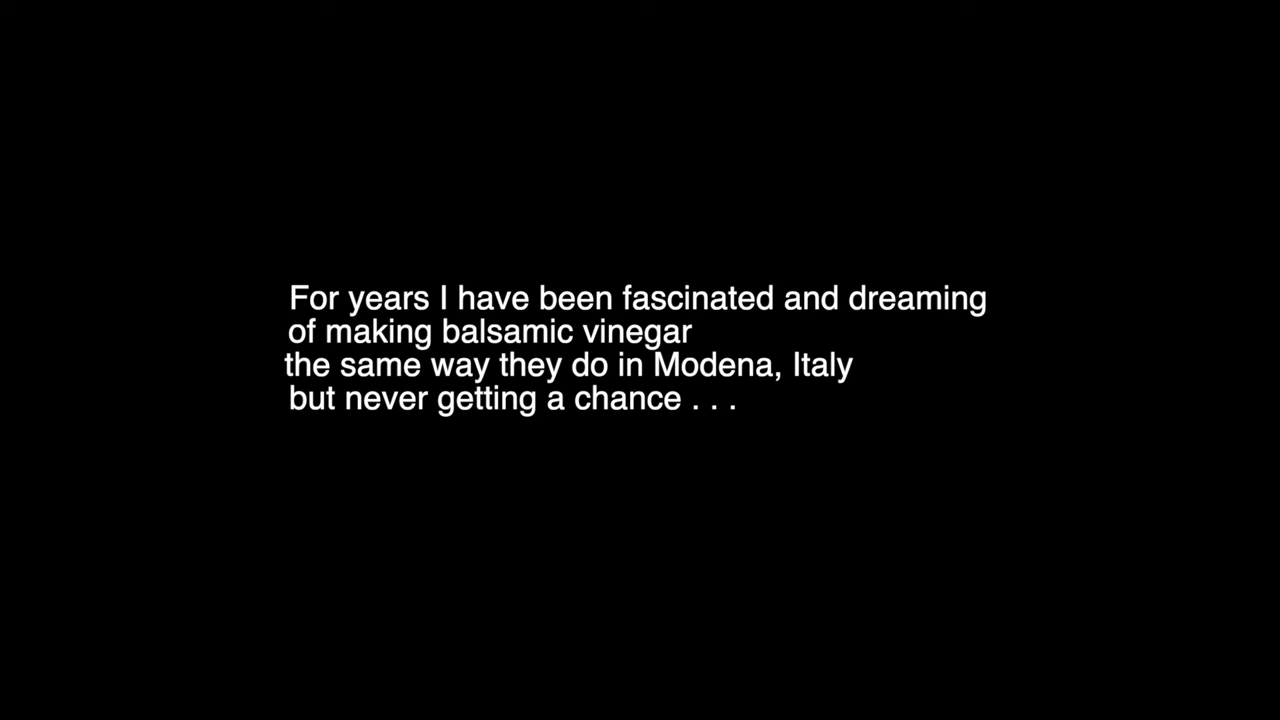 For years I have been fascinated and dreaming
of making balsamic vinegar
the same way they do in Modena, Italy
but never getting a chance . . .